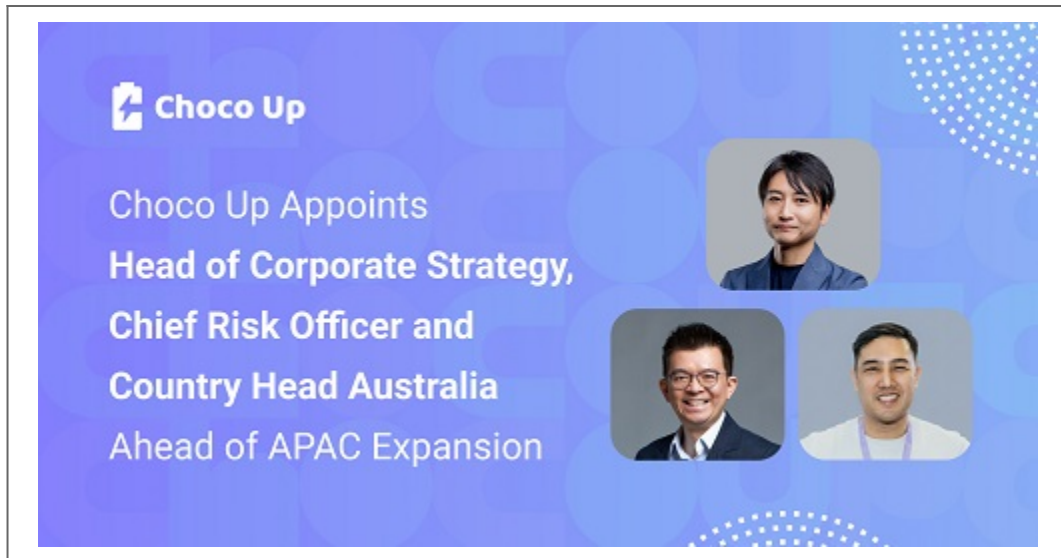 Choco Up
Choco Up Appoints
Head of Corporate Strategy,
Chief Risk Officer and
Country Head Australia
Ahead of APAC Expansion